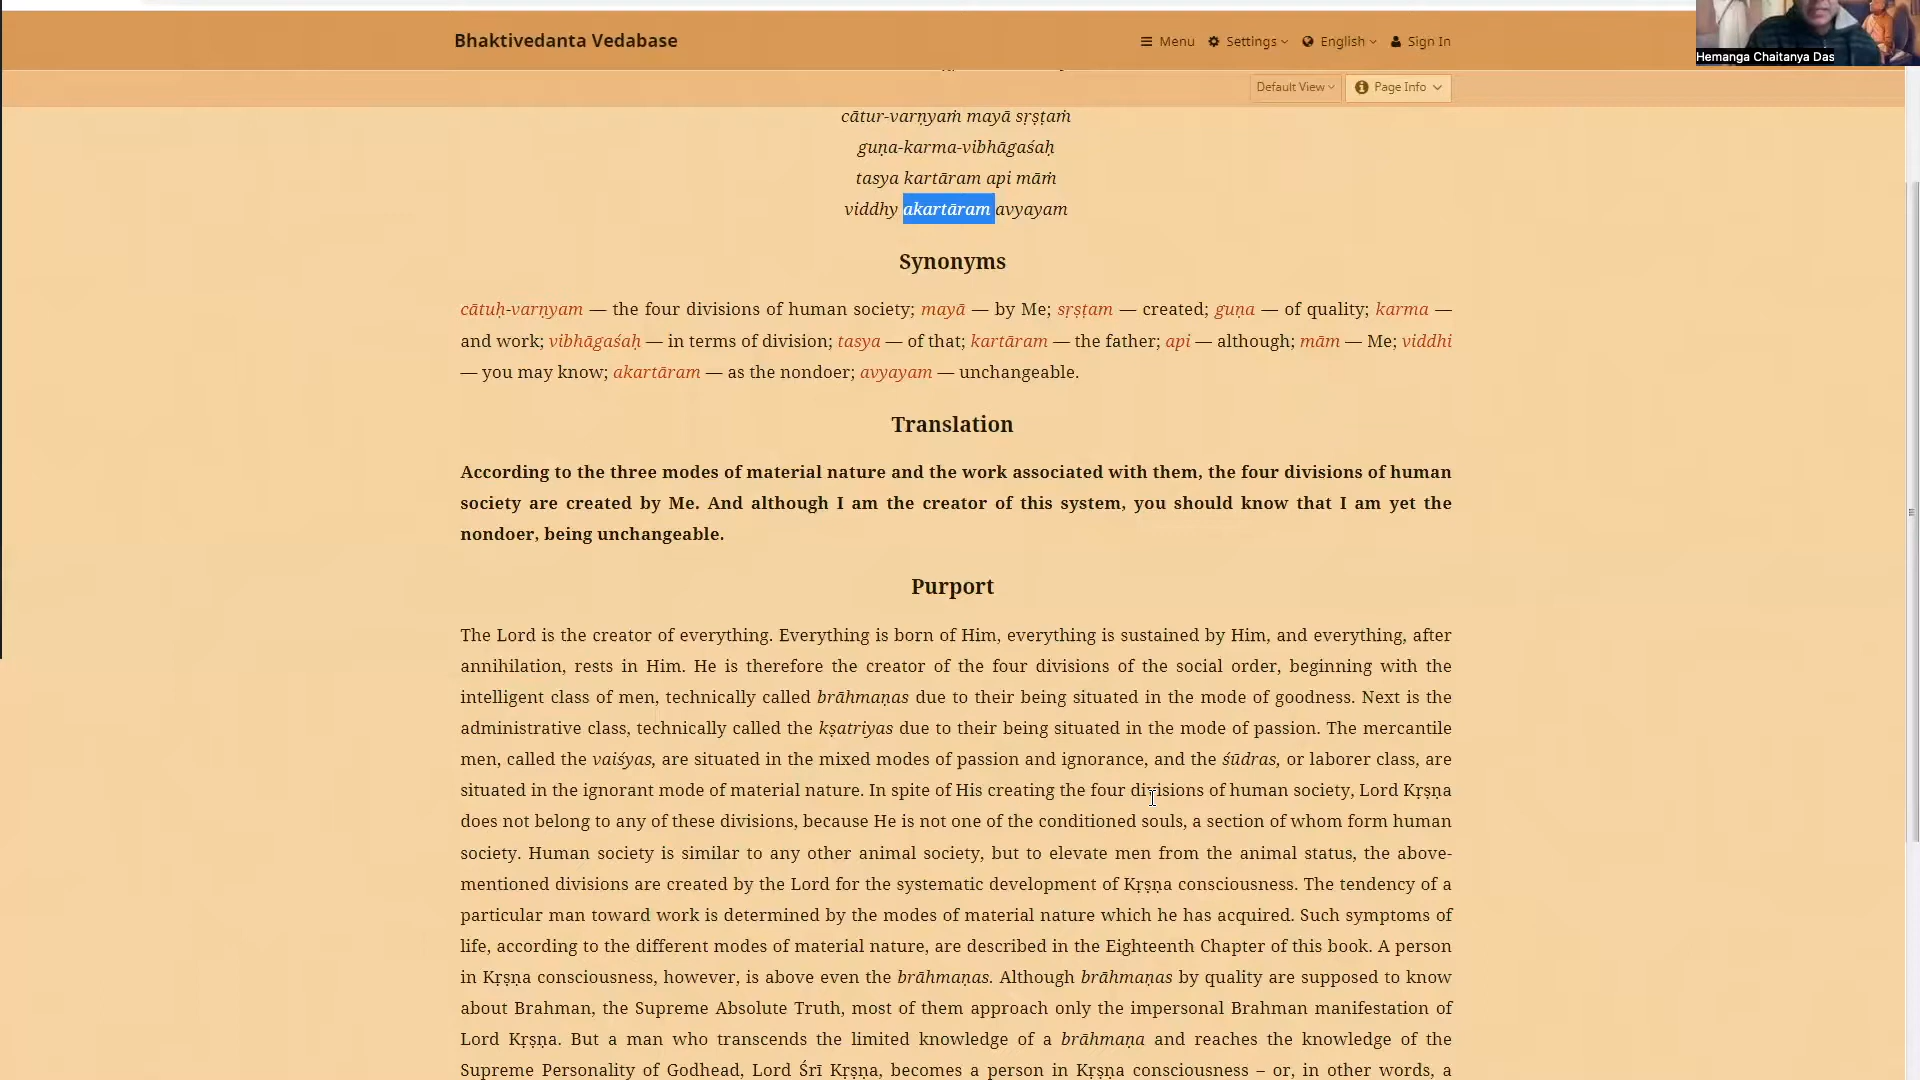 Bhaktivedanta Vedabase
Menu Settings English Sign In
Hemanga Chaitanya Das
Default View Page Info
cātur-varṇyaṁ mayā sṛṣṭaṁ
guṇa-karma-vibhāgaśaḥ
tasya kartāram api māṁ
viddhy akartāram avyayam
Synonyms
cātuḥ-varṇyam — the four divisions of human society; mayā — by Me; sṛṣṭam — created; guṇa — of quality; karma —
and work; vibhāgaśaḥ — in terms of division; tasya — of that; kartāram — the father; api — although; mām — Me; viddhi
— you may know; akartāram — as the nondoer; avyayam — unchangeable.
Translation
According to the three modes of material nature and the work associated with them, the four divisions of human
society are created by Me. And although I am the creator of this system, you should know that I am yet the
nondoer, being unchangeable.
Purport
The Lord is the creator of everything. Everything is born of Him, everything is sustained by Him, and everything, after
annihilation, rests in Him. He is therefore the creator of the four divisions of the social order, beginning with the
intelligent class of men, technically called brāhmaṇas due to their being situated in the mode of goodness. Next is the
administrative class, technically called the kṣatriyas due to their being situated in the mode of passion. The mercantile
men, called the vaiśyas, are situated in the mixed modes of passion and ignorance, and the śūdras, or laborer class, are
situated in the ignorant mode of material nature. In spite of His creating the four divisions of human society, Lord Kṛṣṇa
does not belong to any of these divisions, because He is not one of the conditioned souls, a section of whom form human
society. Human society is similar to any other animal society, but to elevate men from the animal status, the above-
mentioned divisions are created by the Lord for the systematic development of Kṛṣṇa consciousness. The tendency of a
particular man toward work is determined by the modes of material nature which he has acquired. Such symptoms of
life, according to the different modes of material nature, are described in the Eighteenth Chapter of this book. A person
in Kṛṣṇa consciousness, however, is above even the brāhmaṇas. Although brāhmaṇas by quality are supposed to know
about Brahman, the Supreme Absolute Truth, most of them approach only the impersonal Brahman manifestation of
Lord Kṛṣṇa. But a man who transcends the limited knowledge of a brāhmaṇa and reaches the knowledge of the
Supreme Personality of Godhead, Lord Śrī Kṛṣṇa, becomes a person in Kṛṣṇa consciousness – or, in other words, a